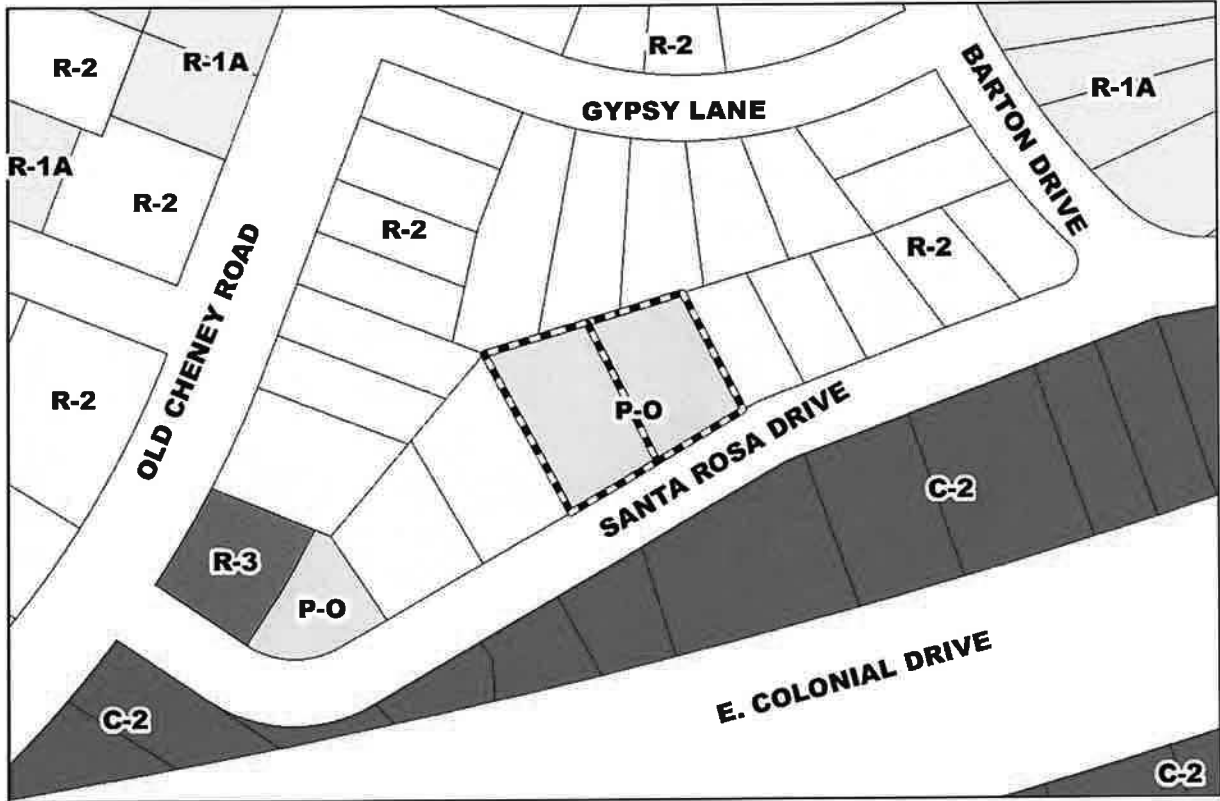 R-2
R-2
R-1A
R-1A
GYPSY LANE
BARTON DRIVE
R-1A
R-2
R-2
R-2
OLD CHENEY ROAD
R-2
P-O
SANTA ROSA DRIVE
C-2
R-3
P-O
E. COLONIAL DRIVE
C-2
C-2